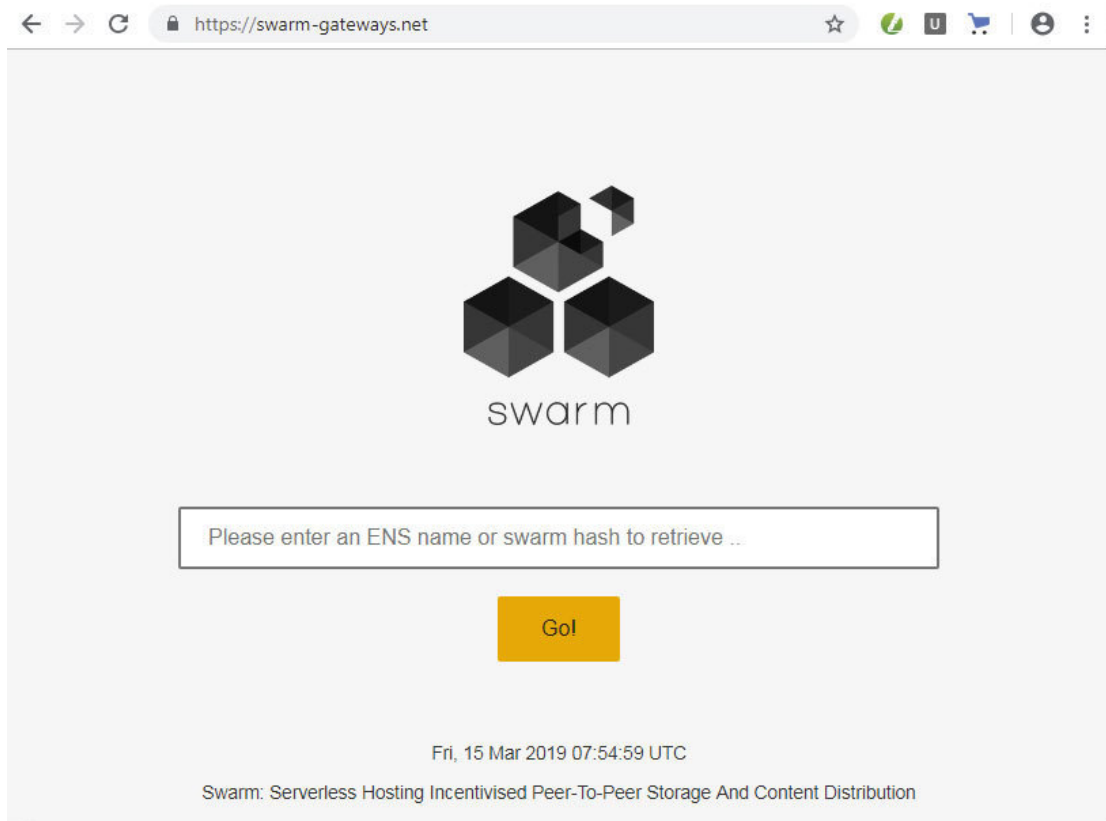 https://swarm-gateways.net
U
swarm
Please enter an ENS name or swarm hash to retrieve ..
Go!
Fri, 15 Mar 2019 07:54:59 UTC
Swarm: Serverless Hosting Incentivised Peer-To-Peer Storage And Content Distribution